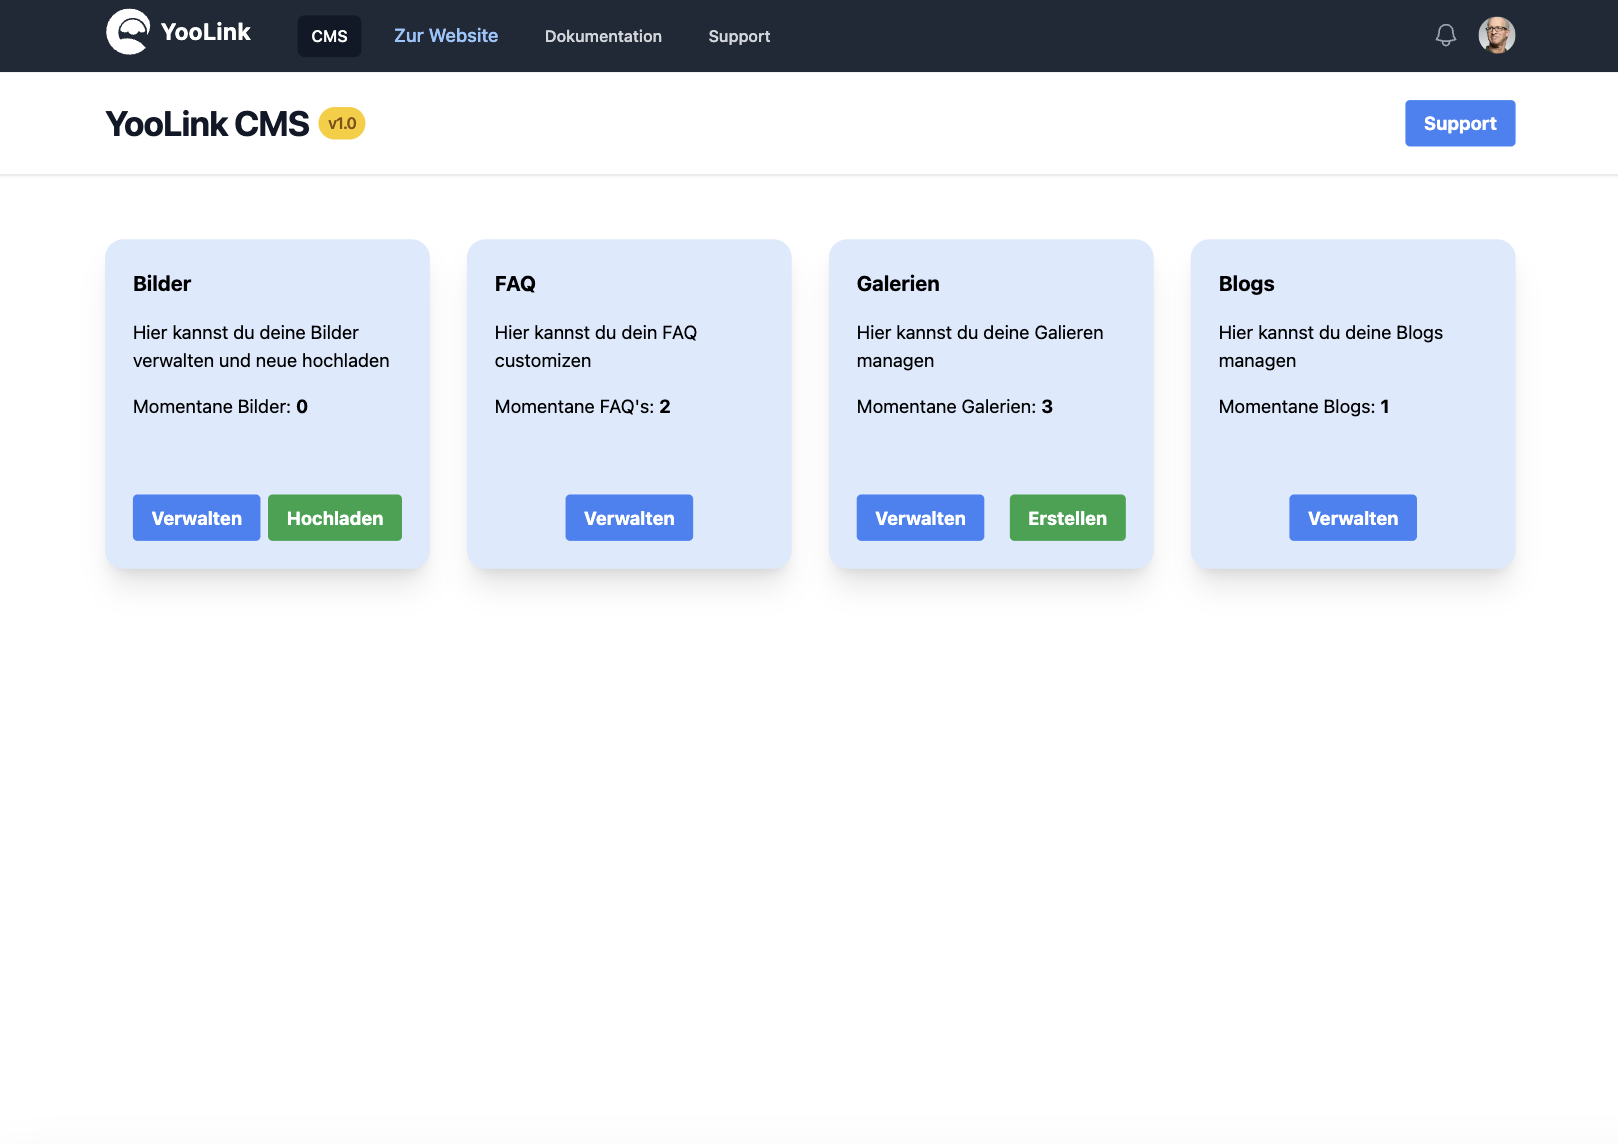 YooLink
CMS
Zur Website
Dokumentation
Support
YooLink CMS
v1.0
Support
Bilder
Hier kannst du deine Bilder
verwalten und neue hochladen
Momentane Bilder: 0
Verwalten
Hochladen
FAQ
Hier kannst du dein FAQ
customizen
Momentane FAQ's: 2
Verwalten
Galerien
Hier kannst du deine Galieren
managen
Momentane Galerien: 3
Verwalten
Erstellen
Blogs
Hier kannst du deine Blogs
managen
Momentane Blogs: 1
Verwalten